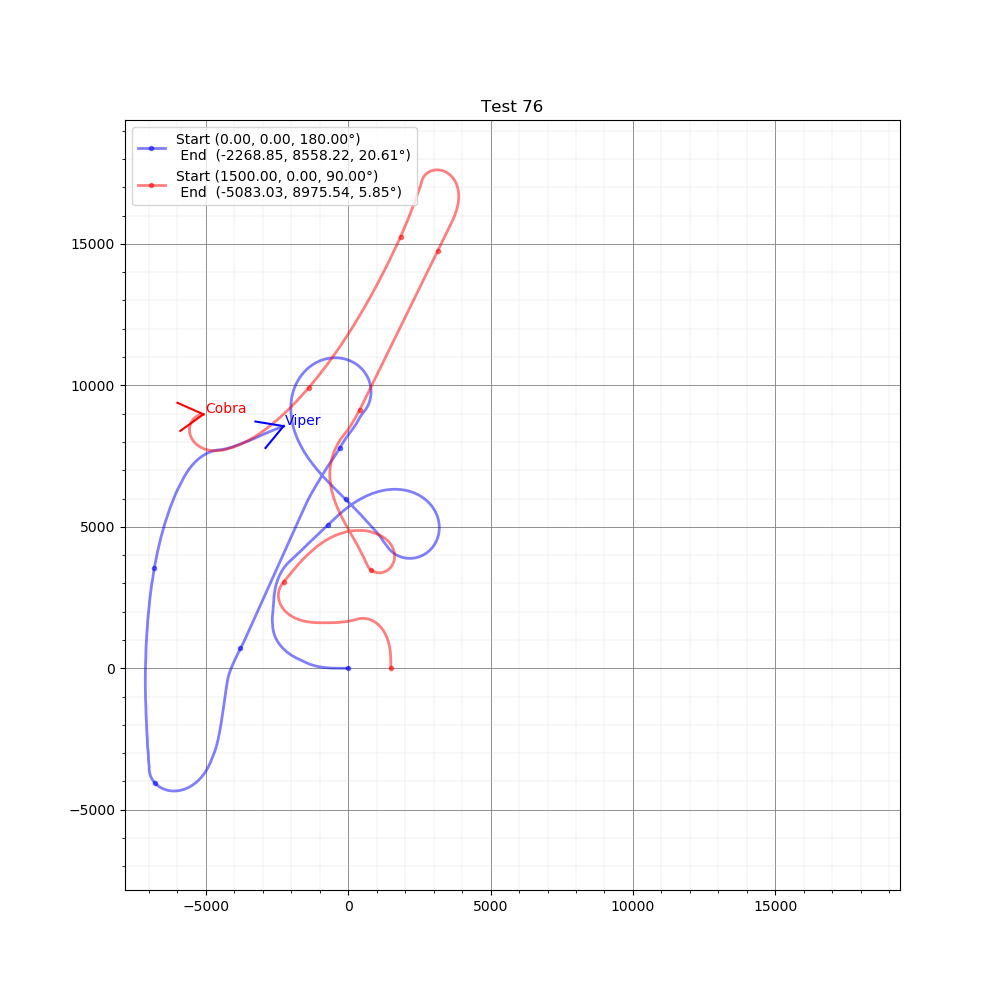 Test 76
Start (0.00, 0.00, 180.00°)
End (-2268.85, 8558.22, 20.61°)
Start (1500.00, 0.00, 90.00°)
End (-5083.03, 8975.54, 5.85°)
15000
10000
Cobra
Viper
5000
0
−5000
−5000 0 5000 10000 15000